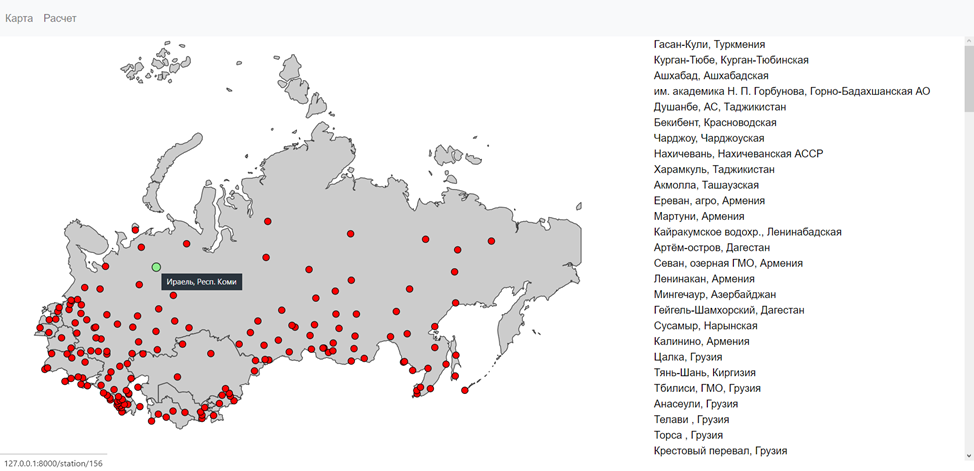 Карта Расчет
Гасан-Кули, Туркмения
Курган-Тюбе, Курган-Тюбинская
Ашхабад, Ашхабадская
им. академика Н. П. Горбунова, Горно-Бадахшанская АО
Душанбе, АС, Таджикистан
Бекибент, Красноводская
Чарджоу, Чарджоуская
Нахичевань, Нахичеванская АССР
Харамкуль, Таджикистан
Акмолла, Ташаузская
Ереван, агро, Армения
Мартуни, Армения
Кайракумское водохр., Ленинабадская
Артём-остров, Дагестан
Севан, озерная ГМО, Армения
Ленинакан, Армения
Мингечаур, Азербайджан
Гейгель-Шамхорский, Дагестан
Сусамыр, Нарынская
Калинино, Армения
Цалка, Грузия
Тянь-Шань, Киргизия
Тбилиси, ГМО, Грузия
Анасеули, Грузия
Телави , Грузия
Торса , Грузия
Крестовый перевал, Грузия
Ираель, Респ. Коми
127.0.0.1:8000/station/156